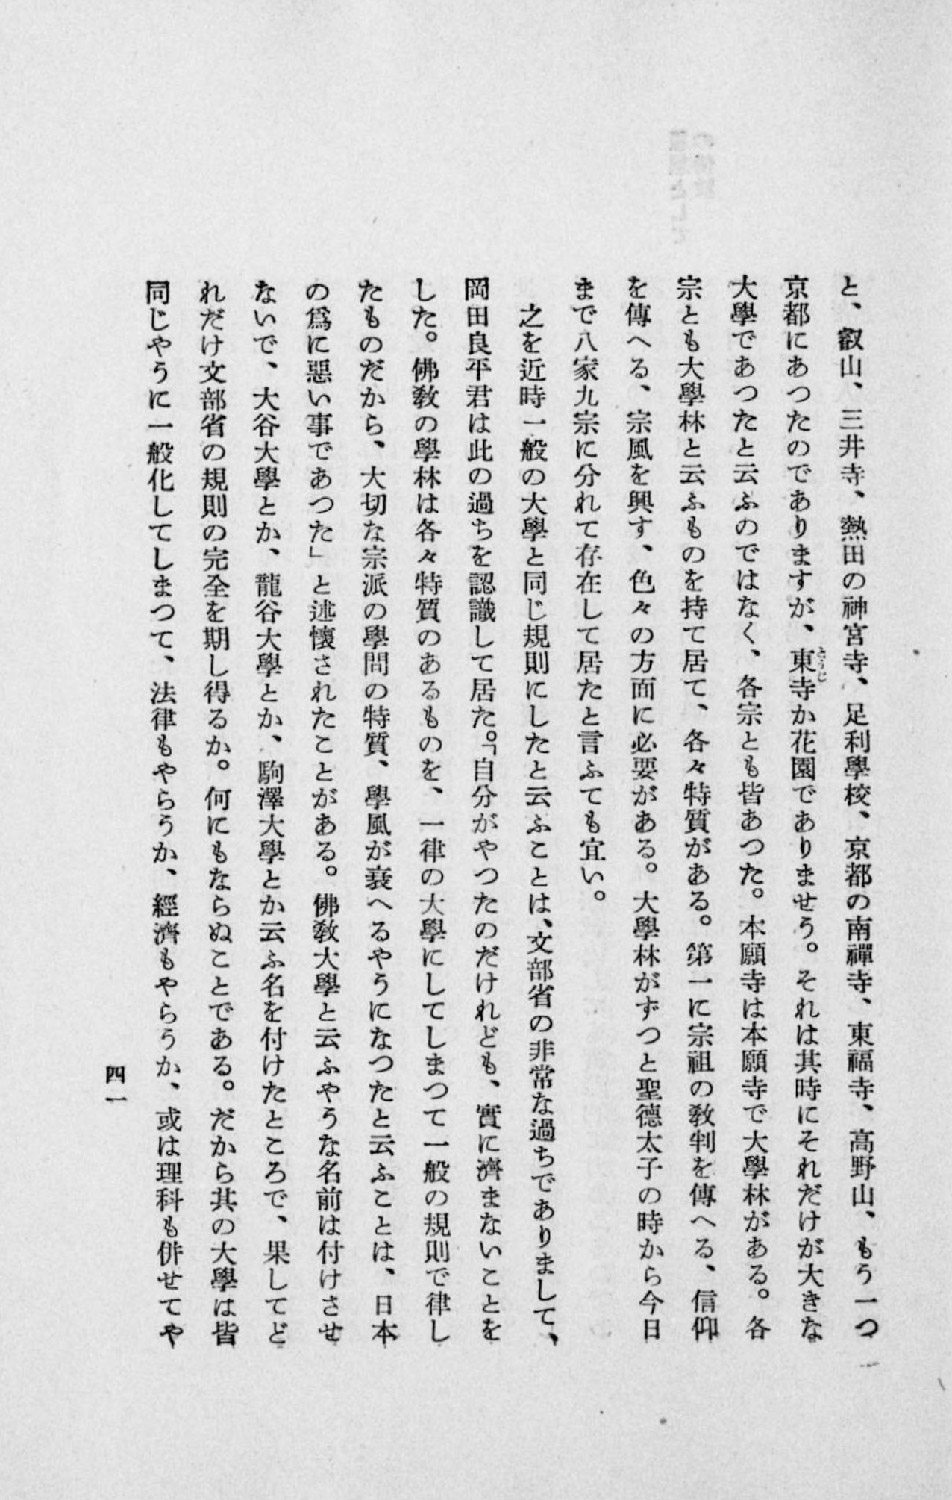 と、叡山、三井寺、熱田の神宮寺、足利學校、京都の南禪寺、東福寺、高野山、もう一つ
京都にあつたのでありますが、東寺か花園でありませう。それは其時にそれだけが大きな
大學であつたと云ふのではなく、各宗とも皆あつた。本願寺は本願寺で大學林がある。各
宗とも大學林と云ふものを持て居て、各々特質がある。第一に宗祖の敎判を傳へる、信仰
を傳へる、宗風を興す、色々の方面に必要がある。大學林がずつと聖德太子の時から今日
まで八家九宗に分れて存在して居たと言ふても宜い。
之を近時一般の大學と同じ規則にしたと云ふことは、文部省の非常な過ちでありまして、
岡田良平君は此の過ちを認識して居た。「自分がやつたのだけれども、實に濟まないことを
した。佛敎の學林は各々特質のあるものを、一律の大學にしてしまつて一般の規則で律し
たものだから、大切な宗派の學問の特質、學風が衰へるやうになつたと云ふことは、日本
の爲に惡い事であつた」と述懷されたことがある。佛敎大學と云ふやうな名前は付けさせ
ないで、大谷大學とか、龍谷大學とか、駒澤大學とか云ふ名を付けたところで、果してど
れだけ文部省の規則の完全を期し得るか。何にもならぬことである。だから其の大學は皆
同じやうに一般化してしまつて、法律もやらうか、經濟もやらうか、或は理科も併せてや
四一